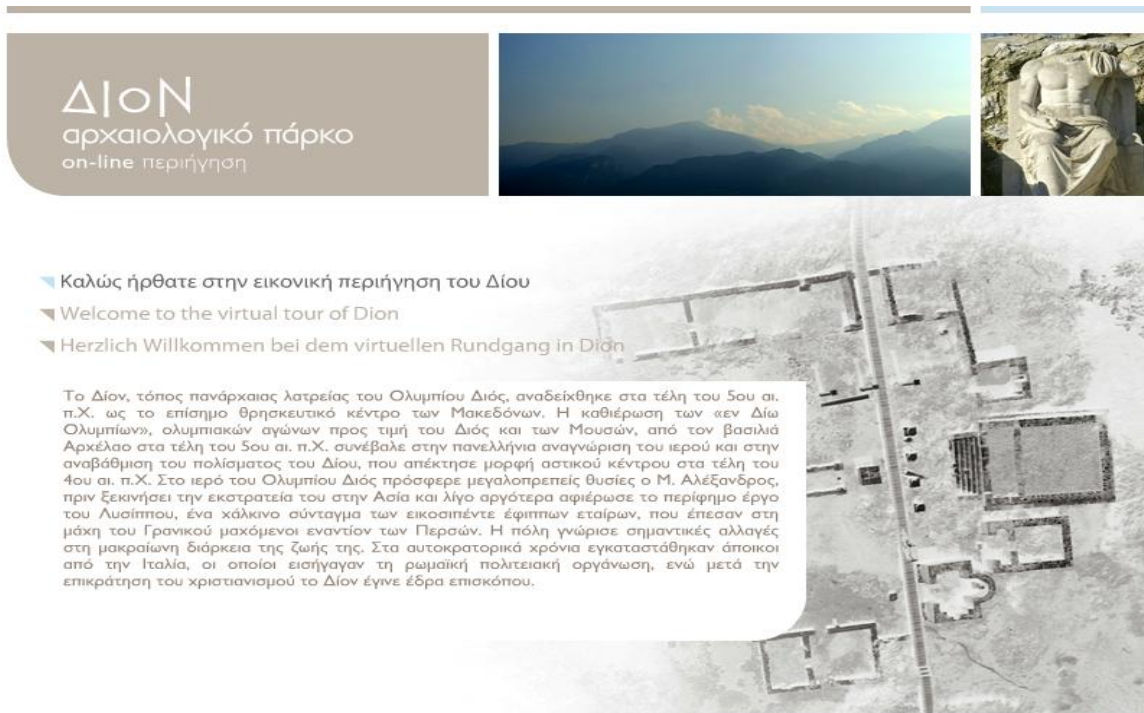 ΔΙοΝ
αρχαιολογικό πάρκο
on-line περιήγηση
Καλώς ήρθατε στην εικονική περιήγηση του Δίου
Welcome to the virtual tour of Dion
Herzlich Willkommen bei dem virtuellen Rundgang in Dion
Το Δίον, τόπος πανάρχαιας λατρείας του Ολυμπίου Διός, αναδείχθηκε στα τέλη του 5ου αι.
π.Χ. ως το επίσημο θρησκευτικό κέντρο των Μακεδόνων. Η καθιέρωση των «εν Δίω
Ολυμπίων», ολυμπιακών αγώνων προς τιμή του Διός και των Μουσών, από τον βασιλιά
Αρχέλαο στα τέλη του 5ου αι. π.Χ. συνέβαλε στην πανελλήνια αναγνώριση του ιερού και στην
αναβάθμιση του πολίσματος του Δίου, που απέκτησε μορφή αστικού κέντρου στα τέλη του
4ου αι. π.Χ. Στο ιερό του Ολυμπίου Διός πρόσφερε μεγαλοπρεπείς θυσίες ο Μ. Αλέξανδρος,
πριν ξεκινήσει την εκστρατεία του στην Ασία και λίγο αργότερα αφιέρωσε το περίφημο έργο
του Λυσίππου, ένα χάλκινο σύνταγμα των εικοσιπέντε έφιππων εταίρων, που έπεσαν στη
μάχη του Γρανικού μαχόμενοι εναντίον των Περσών. Η πόλη γνώρισε σημαντικές αλλαγές
στη μακραίωνη διάρκεια της ζωής της. Στα αυτοκρατορικά χρόνια εγκαταστάθηκαν άποικοι
από την Ιταλία, οι οποίοι εισήγαγαν τη ρωμαϊκή πολιτειακή οργάνωση, ενώ μετά την
επικράτηση του χριστιανισμού το Δίον έγινε έδρα επισκόπου.